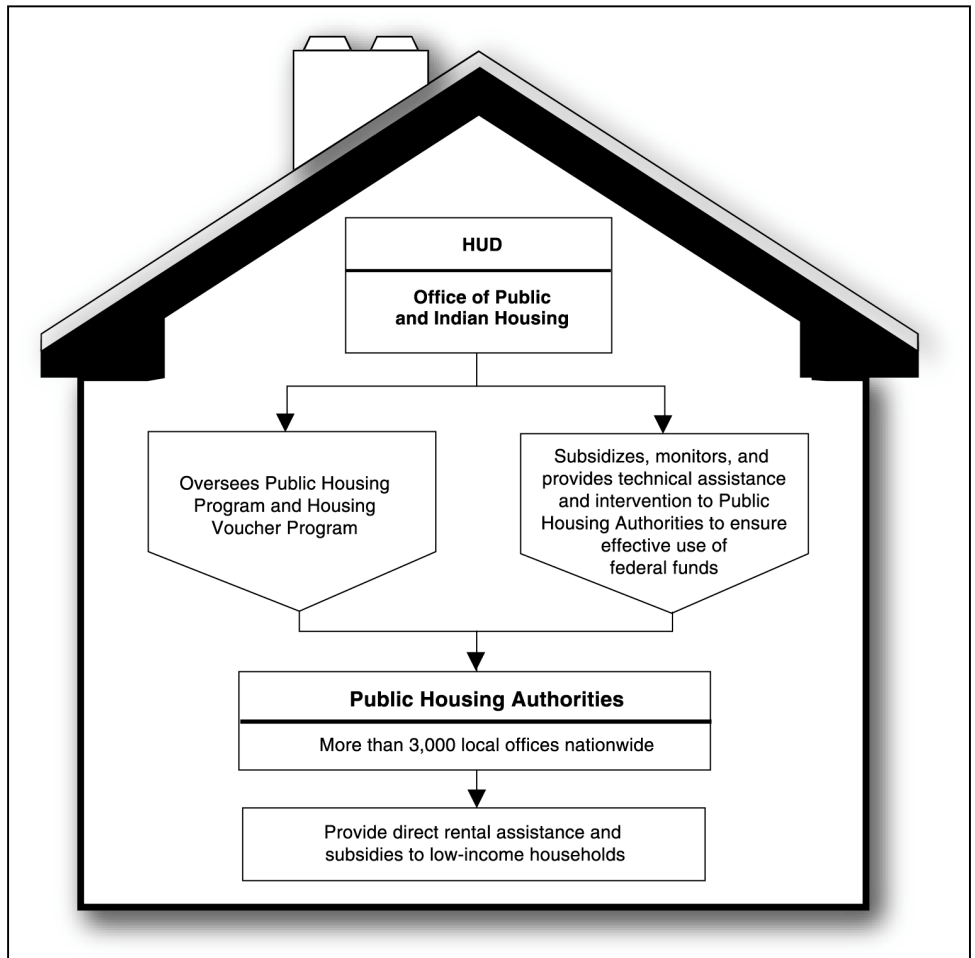 HUD
Office of Public
and Indian Housing
Oversees Public Housing
Program and Housing
Voucher Program
Subsidizes, monitors, and
provides technical assistance
and intervention to Public
Housing Authorities to ensure
effective use of
federal funds
Public Housing Authorities
More than 3,000 local offices nationwide
Provide direct rental assistance and
subsidies to low-income households